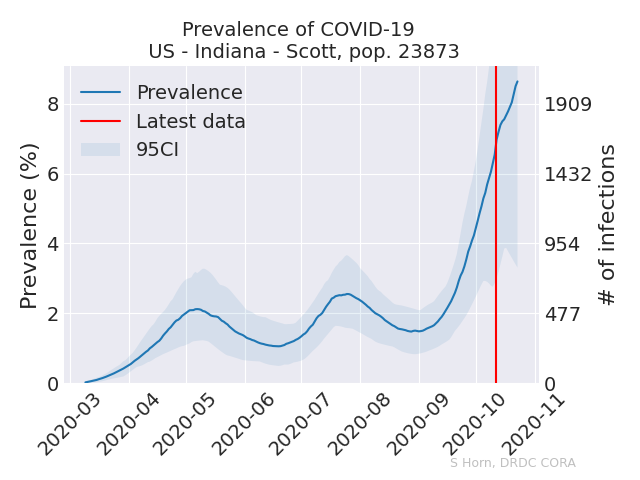 Prevalence of COVID-19
US - Indiana - Scott, pop. 23873
Prevalence
Latest data
95CI
Prevalence (%)
8
6
4
2
0
# of infections
1909
1432
954
477
0
2020-03
2020-04
2020-05
2020-06
2020-07
2020-08
2020-09
2020-10
2020-11
S Horn, DRDC CORA